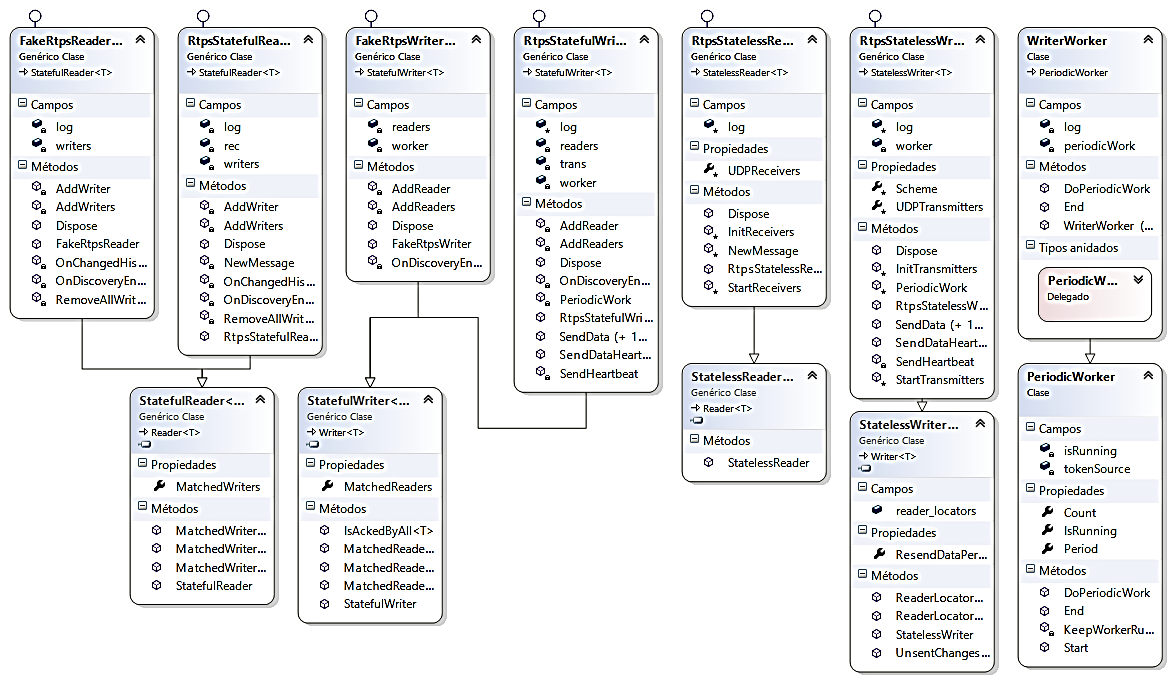 FakeRtpsReader...
Genérico Clase
StatefulReader<T>
Campos
log
writers
Métodos
AddWriter
AddWriters
Dispose
FakeRtpsReader
OnChangedHis...
OnDiscoveryEn...
RemoveAllWrit...
RtpsStatefulRea...
Genérico Clase
StatefulReader<T>
Campos
log
rec
writers
Métodos
AddWriter
AddWriters
Dispose
NewMessage
OnChangedHis...
OnDiscoveryEn...
RemoveAllWrit...
RtpsStatefulRea...
FakeRtpsWriter...
Genérico Clase
StatefulWriter<T>
Campos
readers
worker
Métodos
AddReader
AddReaders
Dispose
FakeRtpsWriter
OnDiscoveryEn...
RtpsStatefulWri...
Genérico Clase
StatefulWriter<T>
Campos
log
readers
trans
worker
Métodos
AddReader
AddReaders
Dispose
OnDiscoveryEn...
PeriodicWork
RtpsStatefulWri...
SendData (+ 1...
SendDataHeart...
SendHeartbeat
RtpsStatelessRe...
Genérico Clase
StatelessReader<T>
Campos
log
Propiedades
UDPReceivers
Métodos
Dispose
InitReceivers
NewMessage
RtpsStatelessRe...
StartReceivers
RtpsStatelessWr...
Genérico Clase
StatelessWriter<T>
Campos
log
worker
Propiedades
Scheme
UDPTransmitters
Métodos
Dispose
InitTransmitters
PeriodicWork
RtpsStatelessW...
SendData (+ 1...
SendDataHeart...
SendHeartbeat
StartTransmitters
WriterWorker
Clase
PeriodicWorker
Campos
log
periodicWork
Métodos
DoPeriodicWork
End
WriterWorker (...
Tipos anidados
PeriodicW...
Delegado
StatefulReader<...
Genérico Clase
Reader<T>
Propiedades
MatchedWriters
Métodos
MatchedWriter...
MatchedWriter...
MatchedWriter...
StatefulReader
StatefulWriter<...
Genérico Clase
Writer<T>
Propiedades
MatchedReaders
Métodos
IsAckedByAll<T>
MatchedReade...
MatchedReade...
MatchedReade...
StatefulWriter
StatelessReader...
Genérico Clase
Reader<T>
Métodos
StatelessReader
StatelessWriter...
Genérico Clase
Writer<T>
Campos
reader_locators
Propiedades
ResendDataPer...
Métodos
ReaderLocator...
ReaderLocator...
StatelessWriter
UnsentChanges...
PeriodicWorker
Clase
Campos
isRunning
tokenSource
Propiedades
Count
IsRunning
Period
Métodos
DoPeriodicWork
End
KeepWorkerRu...
Start